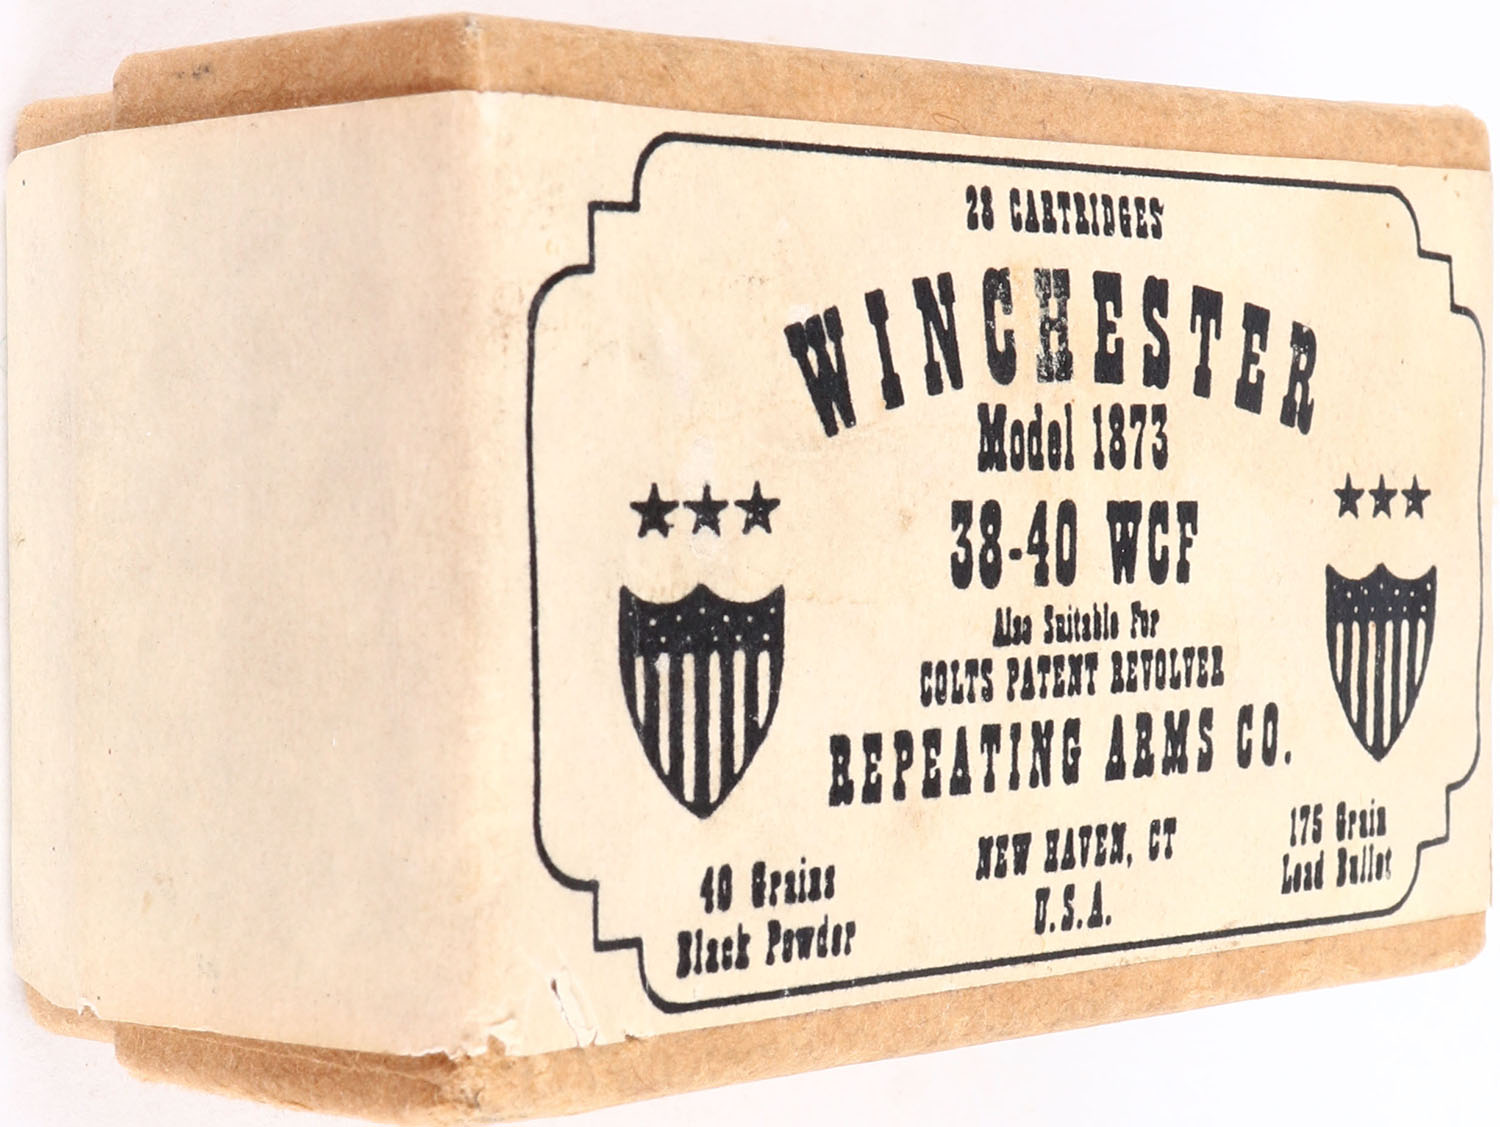 28 CARTRIDGES
WINCHESTER
Model 1873
38-40 WCF
Also Suitable For
COLTS PATENT REVOLVER
REPEATING ARMS CO.
NEW HAVEN, CT
U.S.A.
40 Grains
Black Powder
175 Grain
Lead Bullet